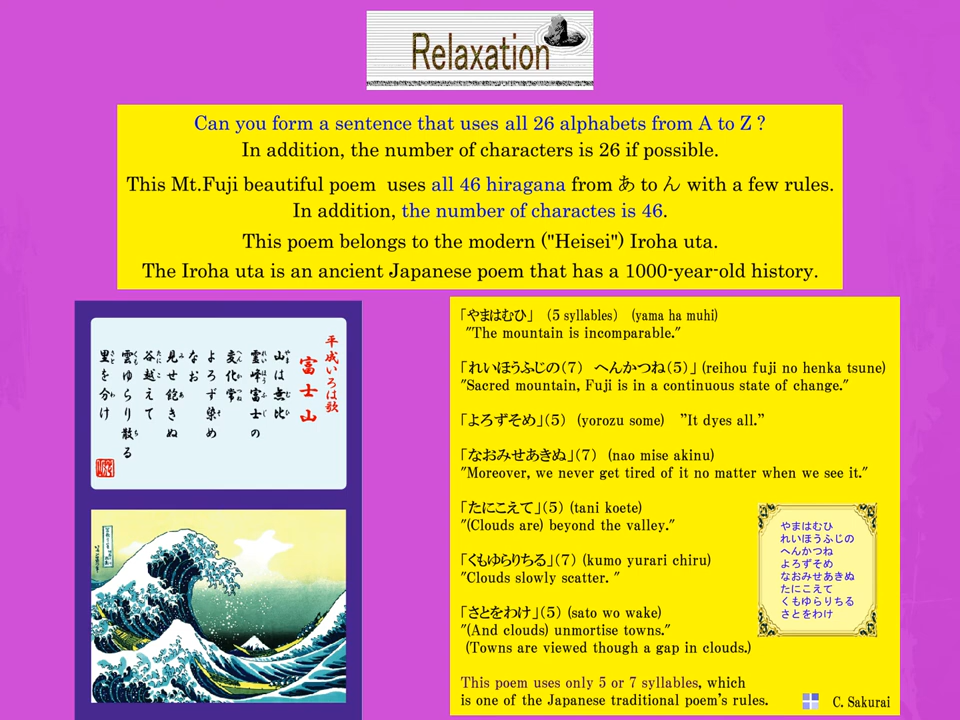 Relaxation
Can you form a sentence that uses all 26 alphabets from A to Z ?
In addition, the number of characters is 26 if possible.
This Mt.Fuji beautiful poem uses all 46 hiragana from あ to ん with a few rules.
In addition, the number of charactes is 46.
This poem belongs to the modern ("Heisei") Iroha uta.
The Iroha uta is an ancient Japanese poem that has a 1000-year-old history.
平成いろは歌
富士山
山は無比
霊峰富士の
変化常
よろず染め
なお
見せ飽きぬ
谷越えて
雲ゆらり散る
里を分け
「やまはむひ」 (5 syllables) (yama ha muhi)
"The mountain is incomparable."
「れいほうふじの(7) へんかつね(5)」 (reihou fuji no henka tsune)
"Sacred mountain, Fuji is in a continuous state of change."
「よろずそめ」(5) (yorozu some) "It dyes all."
「なおみせあきぬ」(7) (nao mise akinu)
"Moreover, we never get tired of it no matter when we see it."
「たにこえて」(5) (tani koete)
"(Clouds are) beyond the valley."
「くもゆらりちる」(7) (kumo yurari chiru)
"Clouds slowly scatter. "
「さとをわけ」(5) (sato wo wake)
"(And clouds) unmortise towns."
(Towns are viewed though a gap in clouds.)
This poem uses only 5 or 7 syllables, which
is one of the Japanese traditional poem's rules.
やまはむひ
れいほうふじの
へんかつね
よろずそめ
なおみせあきぬ
たにこえて
くもゆらりちる
さとをわけ
C. Sakurai